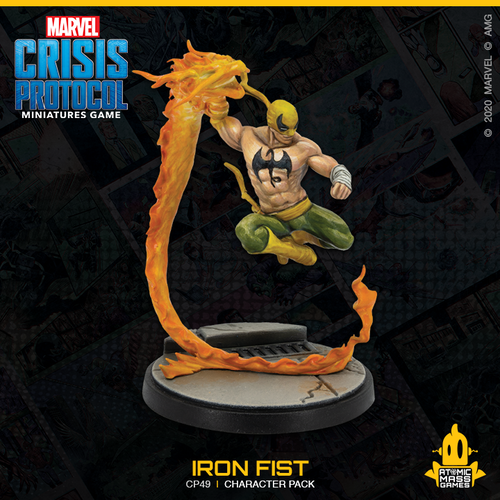 MARVEL
CRISIS
PROTOCOL
MINIATURES GAME
© 2020 MARVEL © AMG
IRON FIST
CP49 | CHARACTER PACK
ATOMIC
MASS
GAMES